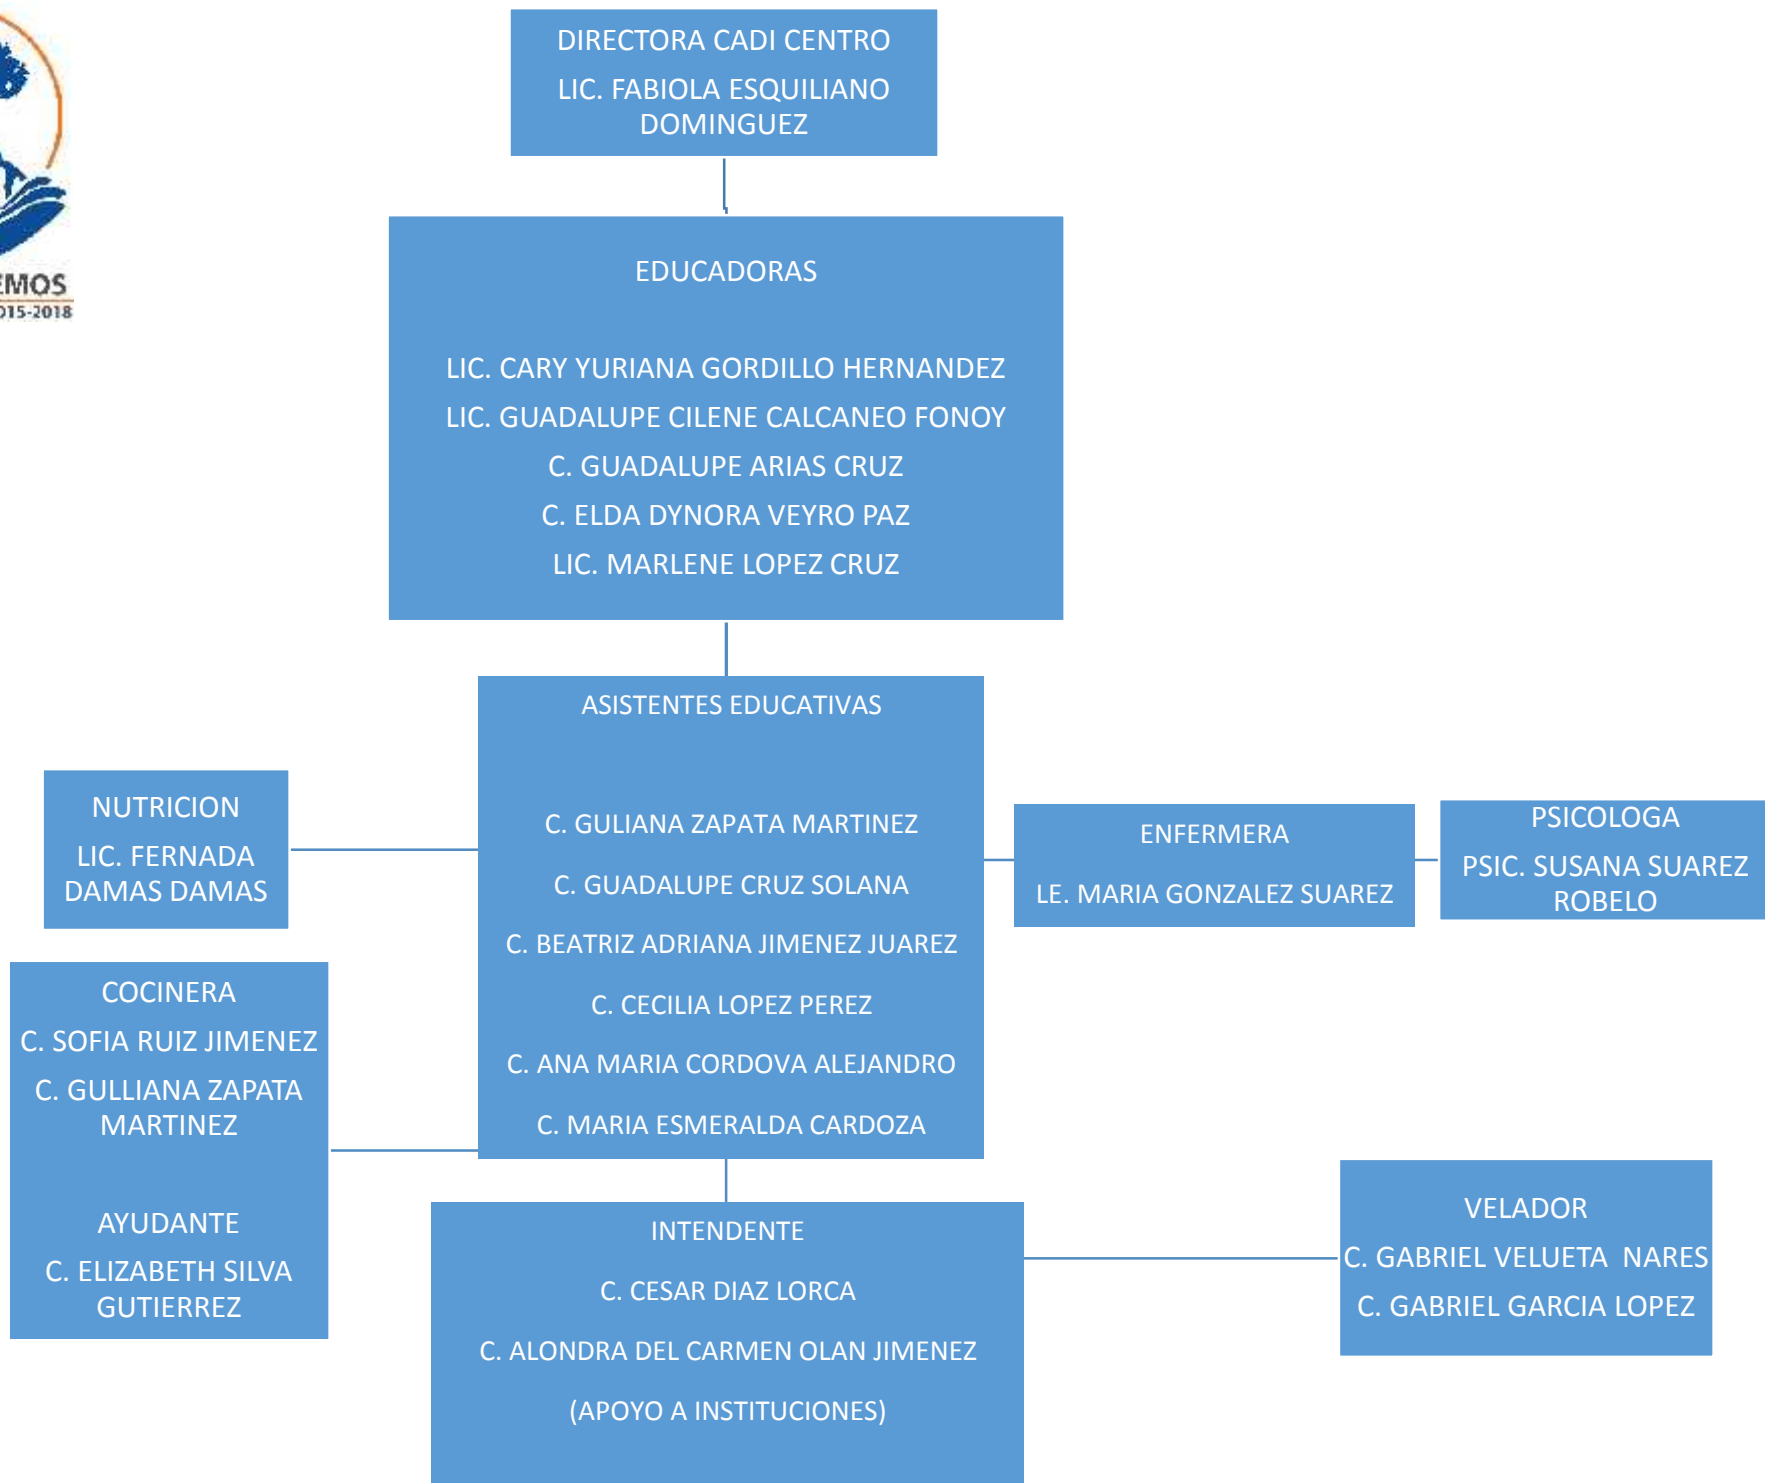 DIRECTORA CADI CENTRO
LIC. FABIOLA ESQUILIANO
DOMINGUEZ
2015-2018
EDUCADORAS
LIC. CARY YURIANA GORDILLO HERNANDEZ
LIC. GUADALUPE CILENE CALCANEO FONOY
C. GUADALUPE ARIAS CRUZ
C. ELDA DYNORA VEYRO PAZ
LIC. MARLENE LOPEZ CRUZ
ASISTENTES EDUCATIVAS
C. GULIANA ZAPATA MARTINEZ
C. GUADALUPE CRUZ SOLANA
C. BEATRIZ ADRIANA JIMENEZ JUAREZ
C. CECILIA LOPEZ PEREZ
C. ANA MARIA CORDOVA ALEJANDRO
C. MARIA ESMERALDA CARDOZA
NUTRICION
LIC. FERNADA
DAMAS DAMAS
ENFERMERA
LE. MARIA GONZALEZ SUAREZ
PSICOLOGA
PSIC. SUSANA SUAREZ
ROBELO
COCINERA
C. SOFIA RUIZ JIMENEZ
C. GULLIANA ZAPATA
MARTINEZ
AYUDANTE
C. ELIZABETH SILVA
GUTIERREZ
INTENDENTE
C. CESAR DIAZ LORCA
C. ALONDRA DEL CARMEN OLAN JIMENEZ
(APOYO A INSTITUCIONES)
VELADOR
C. GABRIEL VELUETA  NARES
C. GABRIEL GARCIA LOPEZ